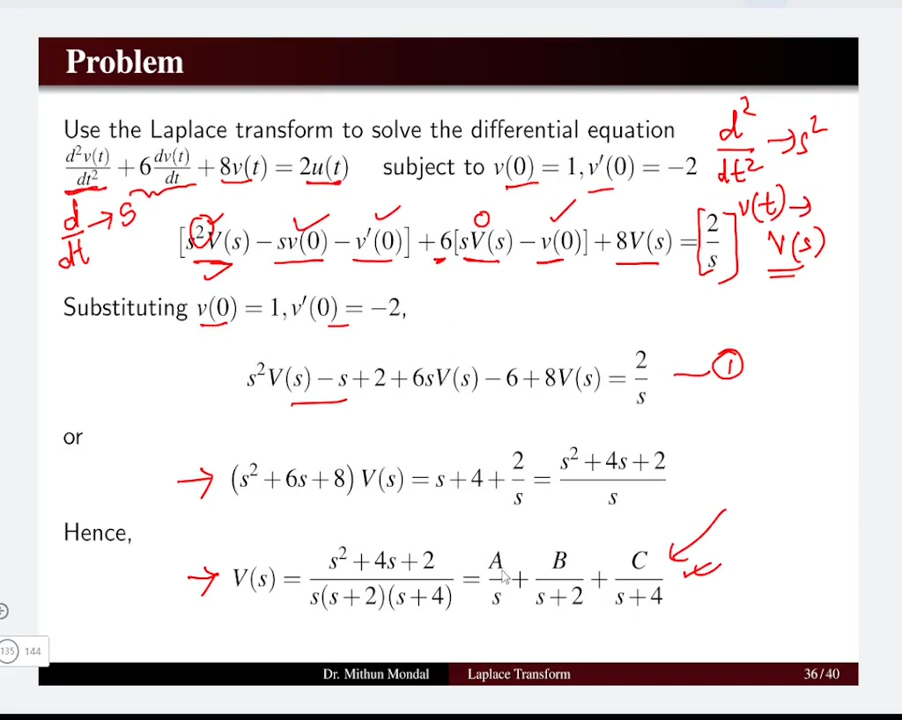 Problem
Use the Laplace transform to solve the differential equation
d²v(t)/dt² + 6 dv(t)/dt + 8v(t) = 2u(t) subject to v(0) = 1, v′(0) = −2
d²/dt² → s²
d/dt → s
v(t) → V(s)
[s²V(s) − sv(0) − v′(0)] + 6[sV(s) − v(0)] + 8V(s) = [2/s]
Substituting v(0) = 1, v′(0) = −2,
s²V(s) − s + 2 + 6sV(s) − 6 + 8V(s) = 2/s — ①
or
→ (s² + 6s + 8) V(s) = s + 4 + 2/s = s² + 4s + 2/s
Hence,
→ V(s) = s² + 4s + 2/s(s + 2)(s + 4) = A/s + B/s + 2 + C/s + 4
135 144
Dr. Mithun Mondal Laplace Transform 36/40